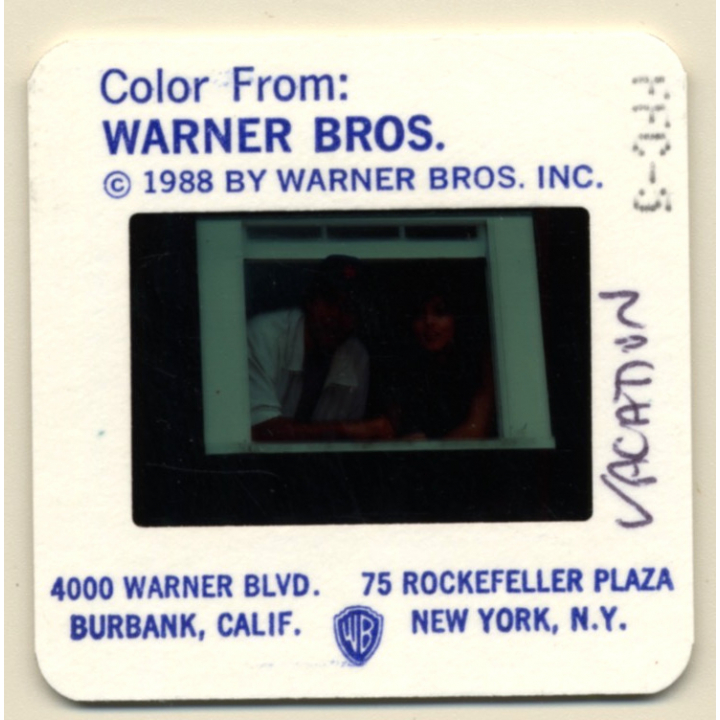 Color From:
WARNER BROS.
© 1988 BY WARNER BROS. INC.
VACATION
4000 WARNER BLVD. 75 ROCKEFELLER PLAZA
BURBANK, CALIF. WB NEW YORK, N.Y.